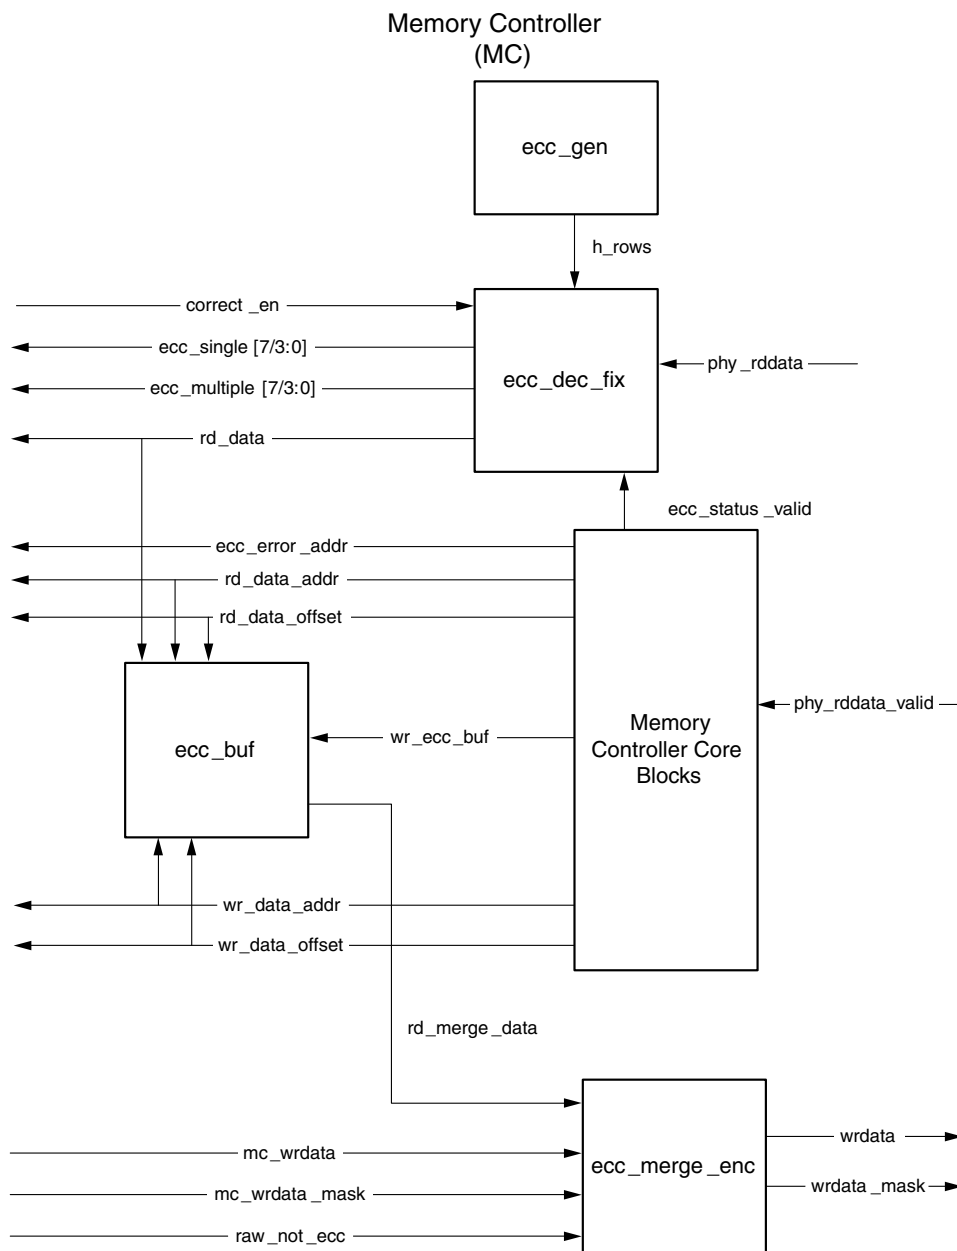 Memory Controller
(MC)
ecc_gen
h_rows
correct_en
ecc_single [7/3:0]
phy_rddata
ecc_multiple [7/3:0]
ecc_dec_fix
rd_data
ecc_status_valid
ecc_error_addr
rd_data_addr
rd_data_offset
phy_rddata_valid
Memory
Controller Core
Blocks
wr_ecc_buf
ecc_buf
wr_data_addr
wr_data_offset
rd_merge_data
wrdata
mc_wrdata
ecc_merge_enc
wrdata_mask
mc_wrdata_mask
raw_not_ecc